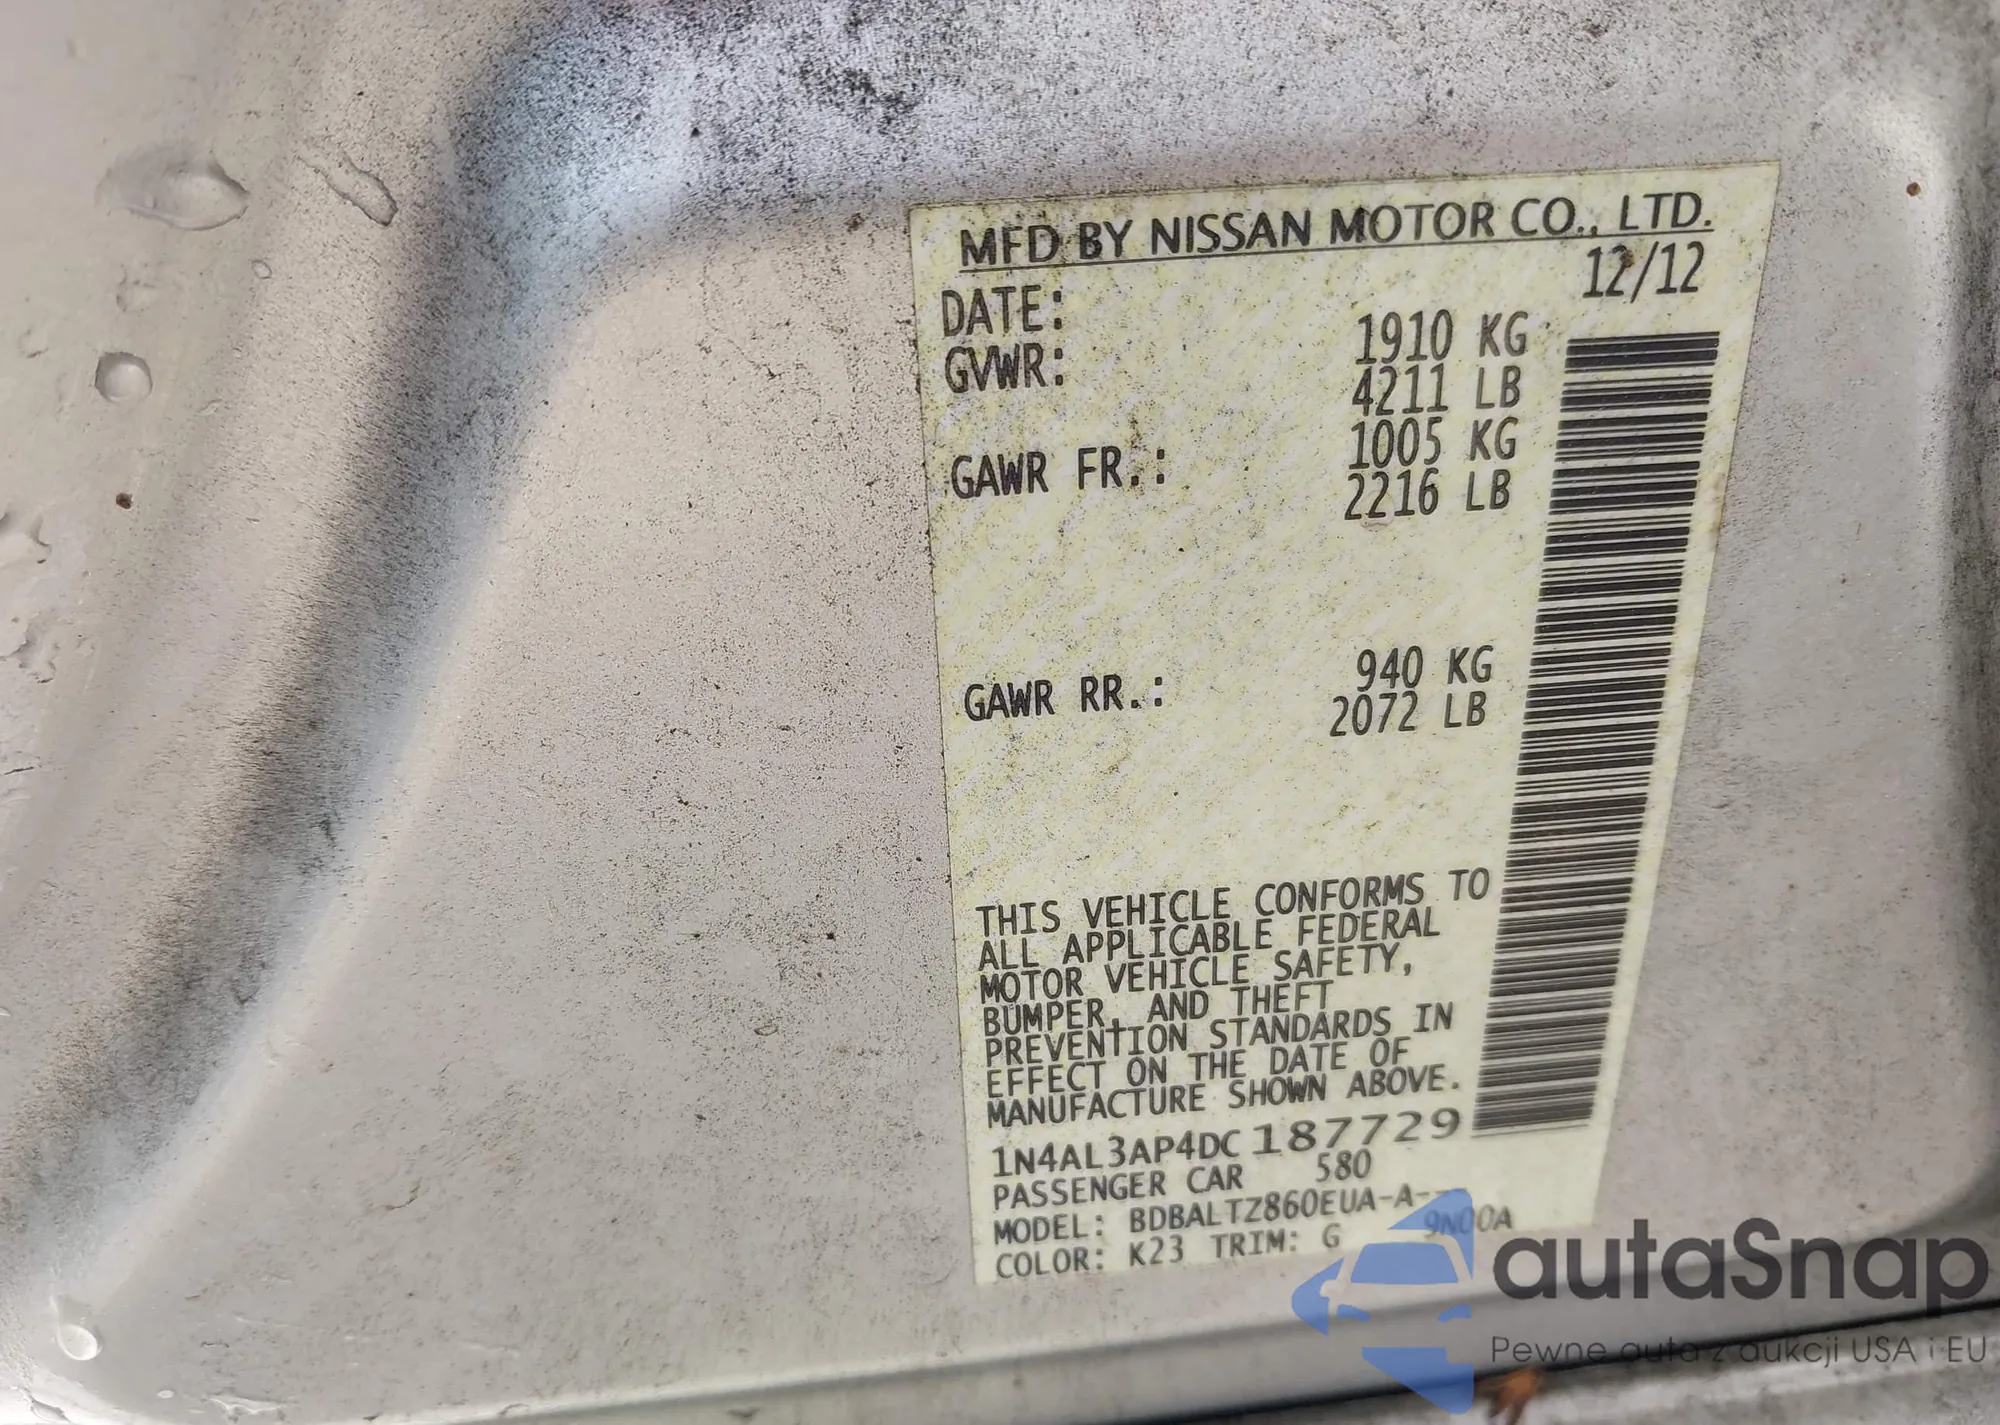 MFD BY NISSAN MOTOR CO., LTD.
DATE: 12/12
GVWR: 1910 KG
4211 LB
GAWR FR.: 1005 KG
2216 LB
GAWR RR.: 940 KG
2072 LB
THIS VEHICLE CONFORMS TO
ALL APPLICABLE FEDERAL
MOTOR VEHICLE SAFETY,
BUMPER, AND THEFT
PREVENTION STANDARDS IN
EFFECT ON THE DATE OF
MANUFACTURE SHOWN ABOVE.
1N4AL3AP4DC187729
PASSENGER CAR 580
MODEL: BDBALTZ860EUA-A-
COLOR: K23 TRIM: G 9N00A
autaSnap
Pewne auta z aukcji USA i EU